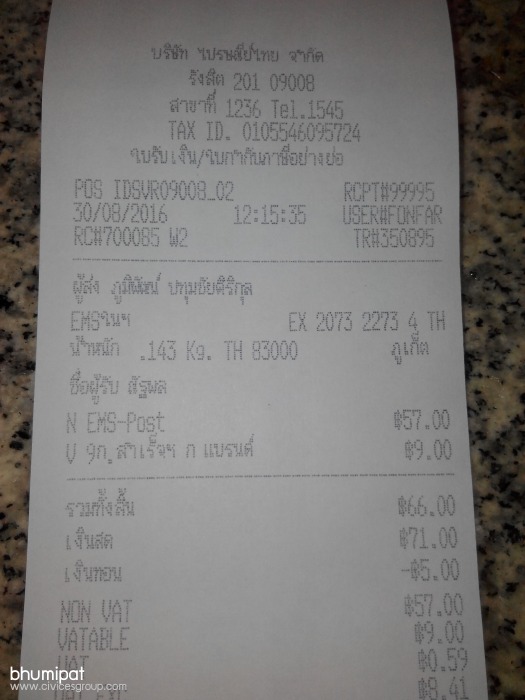 บริษัท ไปรษณีย์ไทย จำกัด
รังสิต 201 09008
สาขาที่ 1236 Tel.1545
TAX ID. 0105546095724
ใบรับเงิน/ใบกำกับภาษีอย่างย่อ
POS IDSVR09008_02 RCPT#99995
30/08/2016 12:15:35 USER#FONFAR
RC#700085 W2 TR#350895
ผู้ส่ง ภูมิพัฒน์ ปทุมชัยศิริกุล
EMSในฯ EX 2073 2273 4 TH
น้ำหนัก .143 Kg. TH 83000 ภูเก็ต
ชื่อผู้รับ ณัฐพล
N EMS-Post ฿57.00
U 9ก.สำเร็จฯ ก แบรนด์ ฿9.00
รวมทั้งสิ้น ฿66.00
เงินสด ฿71.00
เงินทอน -฿5.00
NON VAT ฿57.00
VATABLE ฿9.00
VAT ฿0.59
฿8.41
bhumipat
www.civicesgroup.com